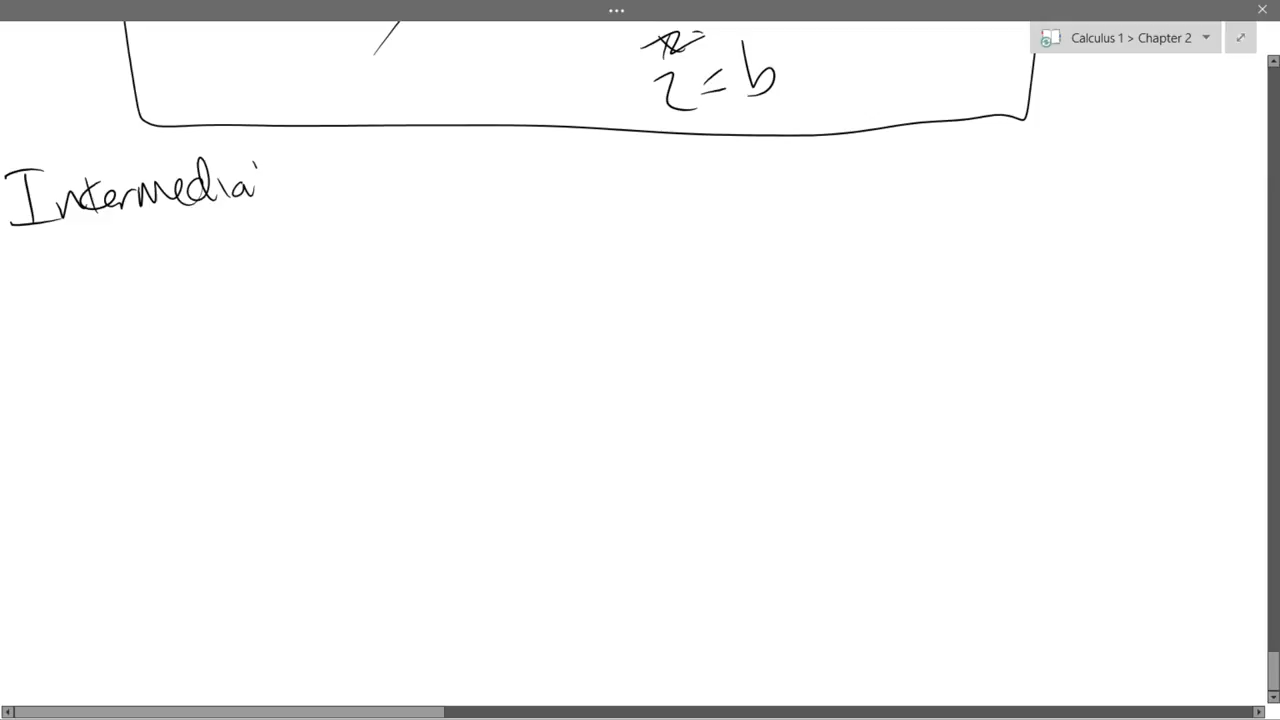 Calculus 1 > Chapter 2
2 = b
Intermedia